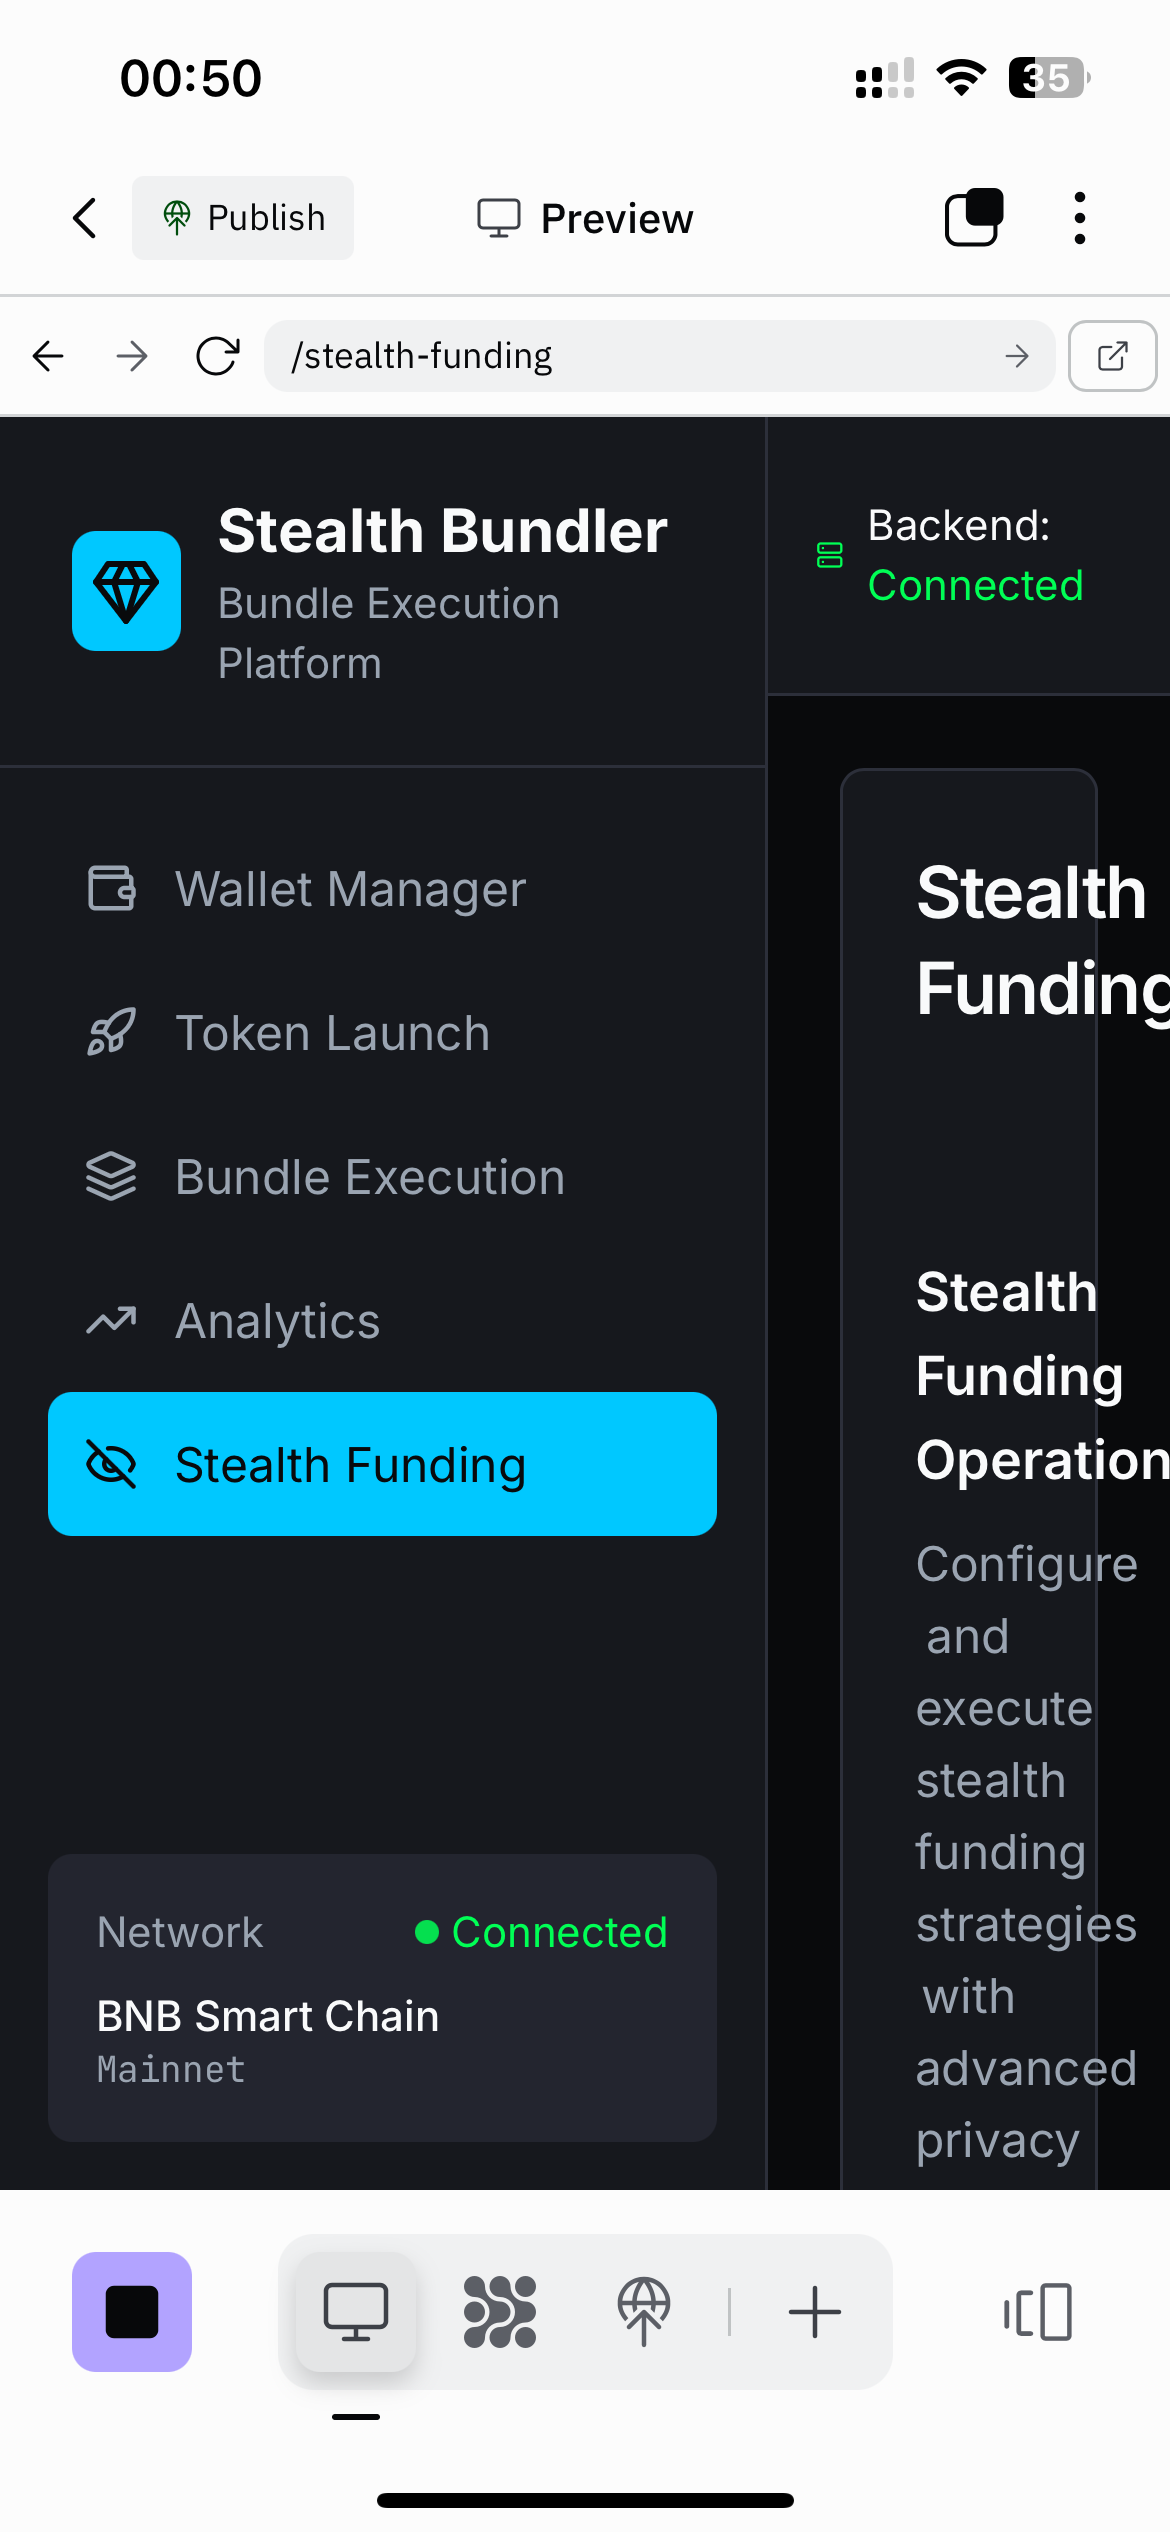 00:50
35
Publish
Preview
/stealth-funding
Stealth Bundler
Bundle Execution
Platform
Backend:
Connected
Wallet Manager
Token Launch
Bundle Execution
Analytics
Stealth Funding
Network
Connected
BNB Smart Chain
Mainnet
Stealth
Funding
Stealth
Funding
Operation
Configure
and
execute
stealth
funding
strategies
with
advanced
privacy